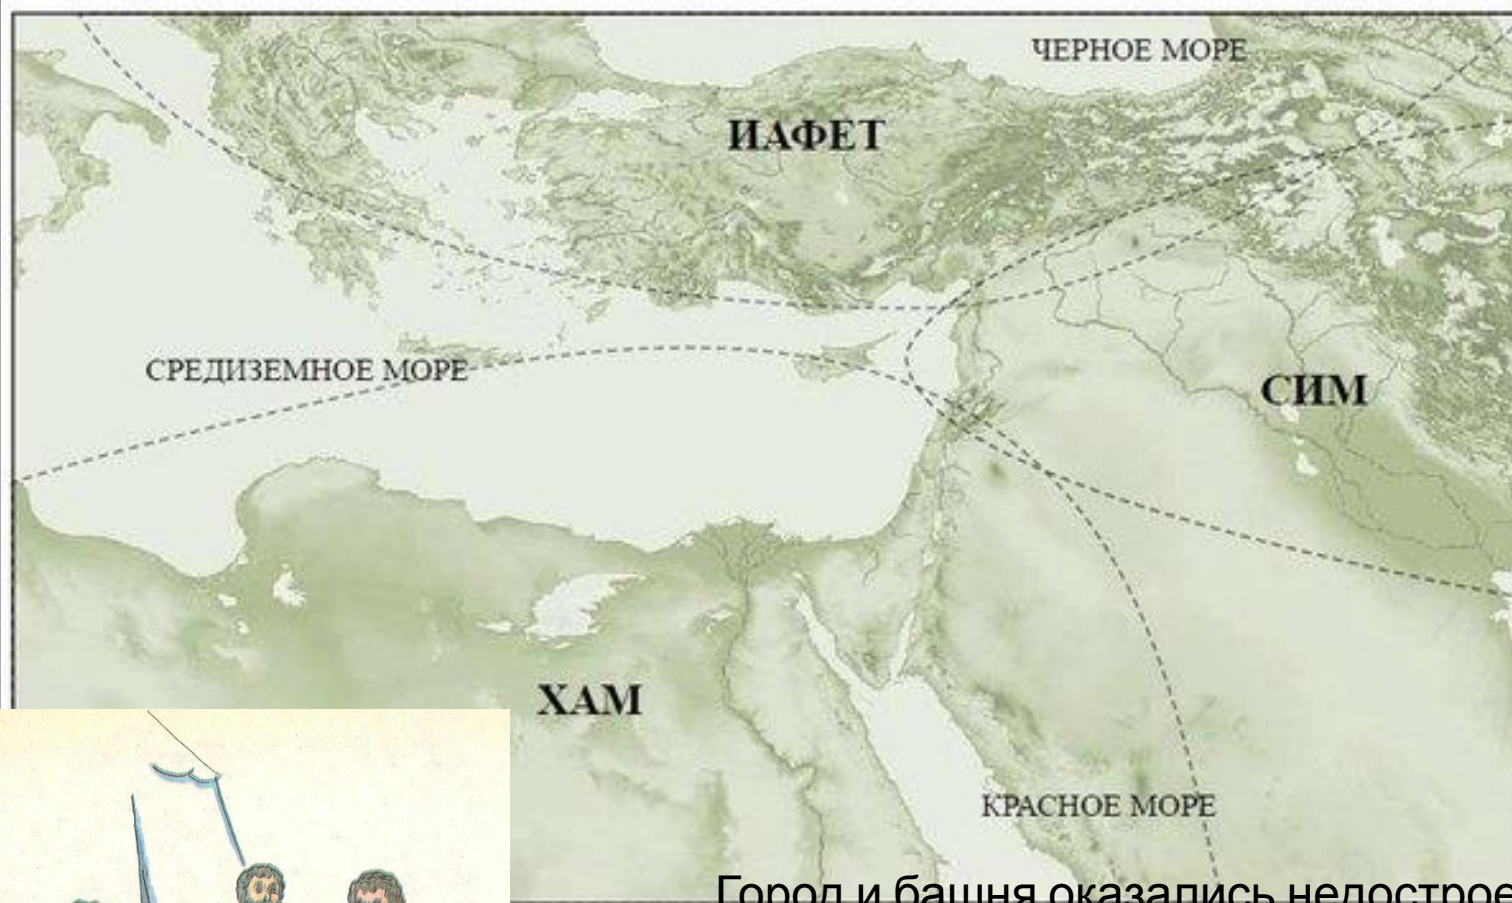 ЧЕРНОЕ МОРЕ
ИАФЕТ
СРЕДИЗЕМНОЕ МОРЕ
СИМ
ХАМ
КРАСНОЕ МОРЕ
Город и башня оказались